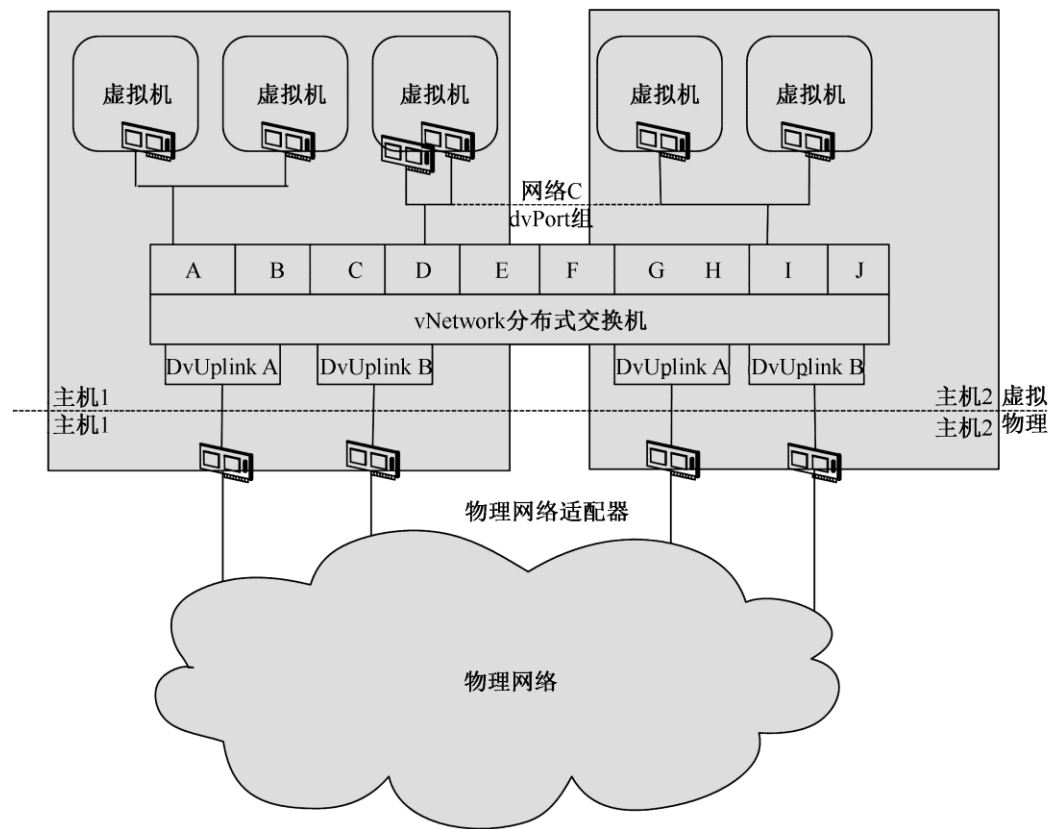 虚拟机 虚拟机 虚拟机 虚拟机 虚拟机
网络C
dvPort组
A B C D E F G H I J
vNetwork分布式交换机
DvUplink A DvUplink B DvUplink A DvUplink B
主机1 主机2 虚拟
主机1 主机2 物理
物理网络适配器
物理网络